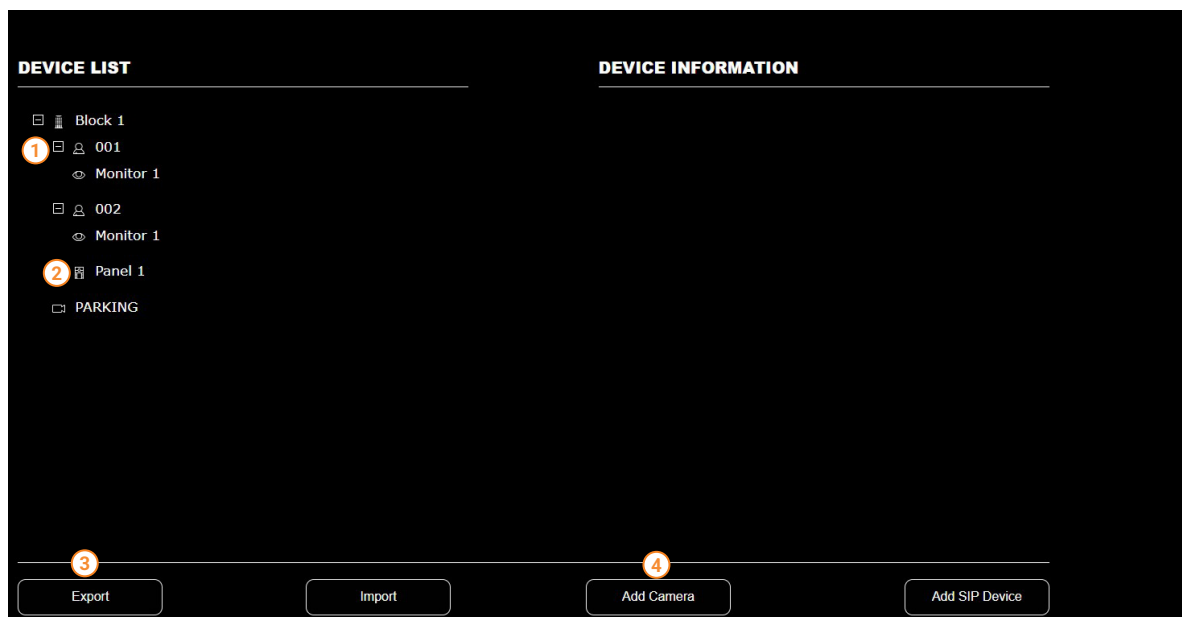 DEVICE LIST
DEVICE INFORMATION
Block 1
1
001
Monitor 1
002
Monitor 1
2
Panel 1
PARKING
3
4
Export
Import
Add Camera
Add SIP Device